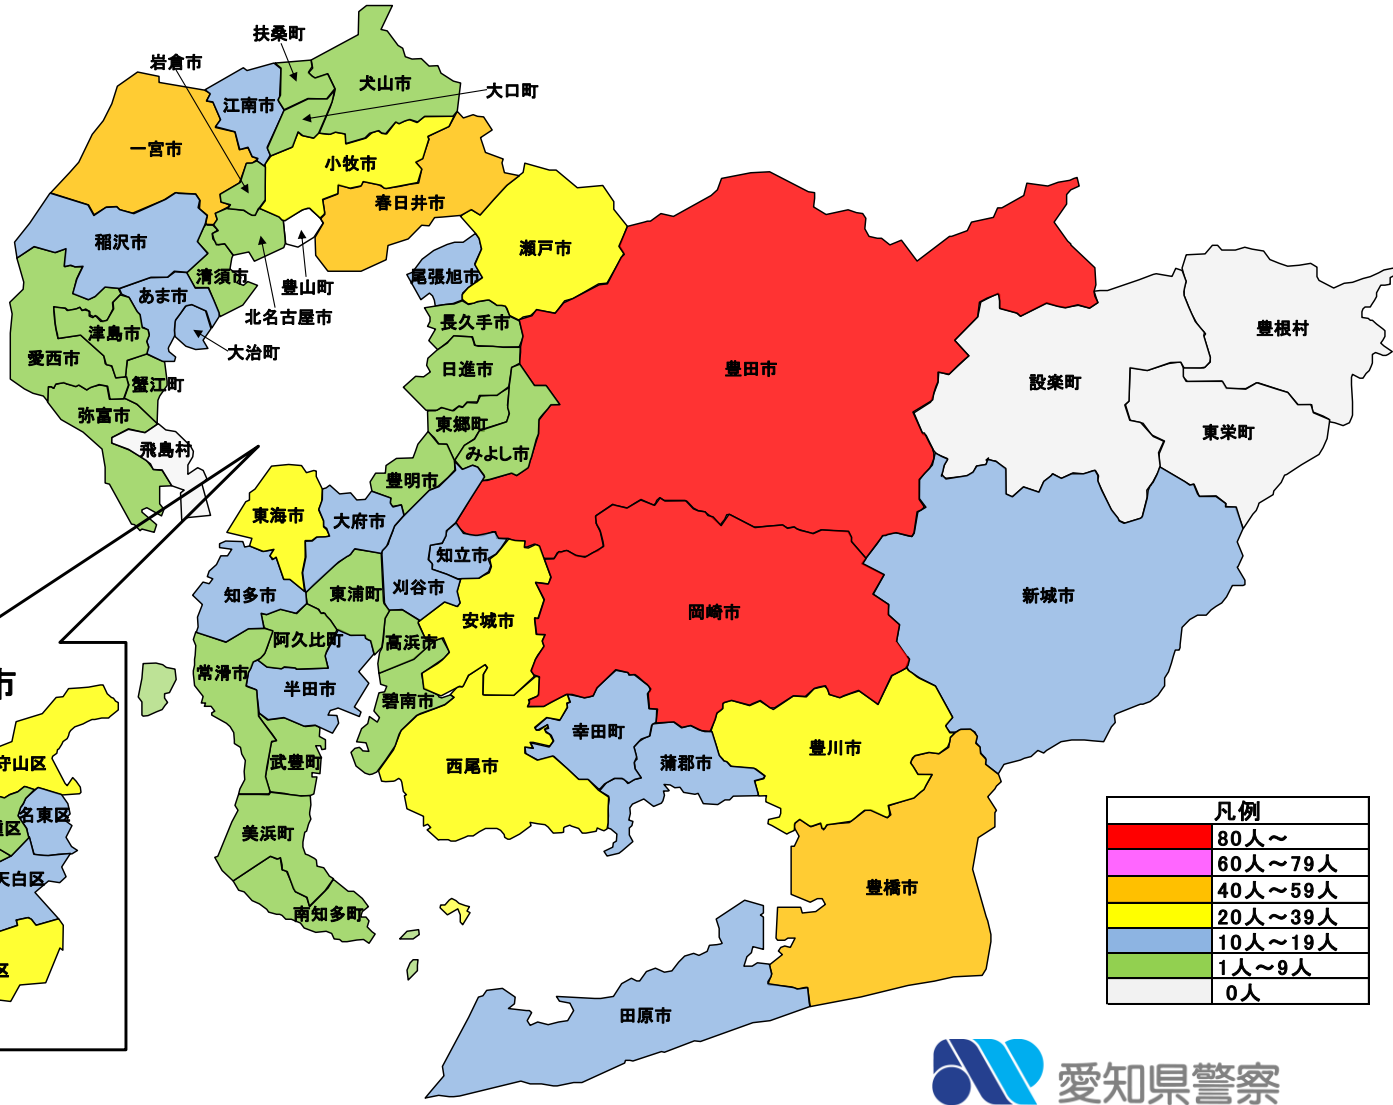 扶桑町
岩倉市
犬山市
大口町
江南市
一宮市
小牧市
春日井市
稲沢市
瀬戸市
清須市
尾張旭市
豊山町
あま市
北名古屋市
長久手市
津島市
大治町
愛西市
日進市
蟹江町
弥富市
東郷町
飛島村
みよし市
豊明市
豊田市
豊根村
設楽町
東栄町
東海市
大府市
知立市
知多市
東浦町
刈谷市
岡崎市
新城市
安城市
阿久比町
高浜市
常滑市
半田市
碧南市
幸田町
豊川市
武豊町
西尾市
蒲郡市
美浜町
南知多町
豊橋市
田原市
市
守山区
名東区
区
天白区
区
凡例
80人～
60人～79人
40人～59人
20人～39人
10人～19人
1人～9人
0人
愛知県警察